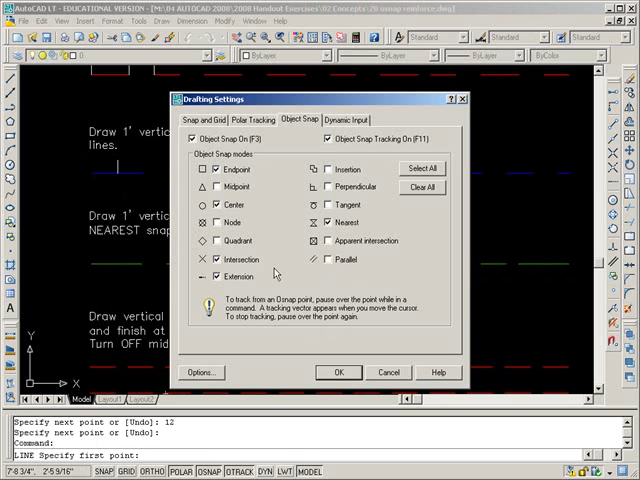 AutoCAD LT - EDUCATIONAL VERSION - [M:\04 AUTOCAD 2008\2008 Handout Exercises\02 Concepts\20 osnap reinforce.dwg]
File Edit View Insert Format Tools Draw Dimension Modify Window Help
Standard Standard Standard
0 ByLayer ByLayer ByLayer ByColor
Draw 1' vertic
lines.
Draw 1' vertic
NEAREST snap
Draw vertical
and finish at
Turn OFF mid
Drafting Settings
Snap and Grid Polar Tracking Object Snap Dynamic Input
Object Snap On (F3) Object Snap Tracking On (F11)
Object Snap modes
Endpoint Insertion Select All
Midpoint Perpendicular Clear All
Center Tangent
Node Nearest
Quadrant Apparent intersection
Intersection Parallel
Extension
To track from an Osnap point, pause over the point while in a
command. A tracking vector appears when you move the cursor.
To stop tracking, pause over the point again.
Options... OK Cancel Help
Y
X
Model Layout1 Layout2
Specify next point or [Undo]: 12
Specify next point or [Undo]:
Command:
LINE Specify first point:
7'-8 3/4", 2'-5 9/16" SNAP GRID ORTHO POLAR OSNAP OTRACK DYN LWT MODEL